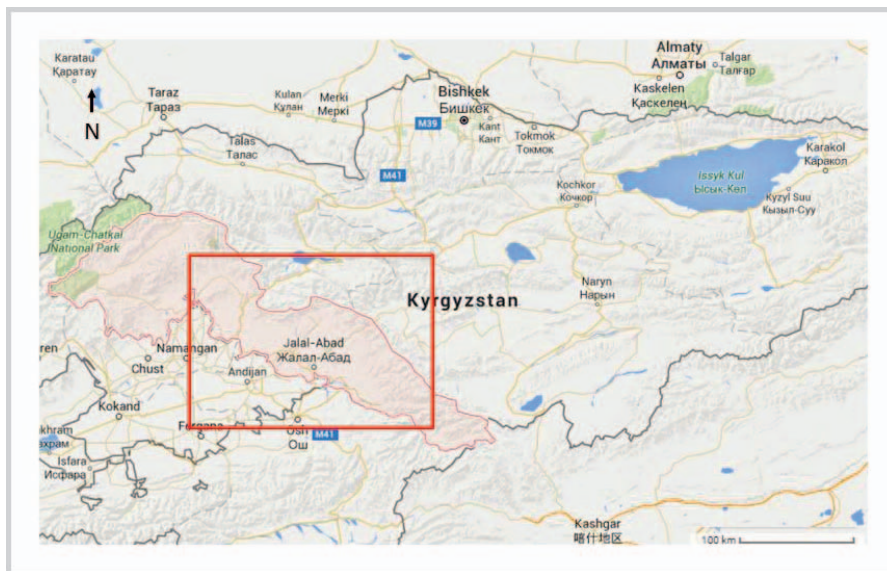 Karatau
Қаратау
N
Taraz
Тараз
Kulan
Құлан
Merki
Меркі
Bishkek
Бишкек
M39
Kant
Кант
Tokmok
Токмок
Almaty
Алматы
Talgar
Талғар
Kaskelen
Қаскелең
Talas
Талас
M41
Kochkor
Кочкор
Issyk Kul
Ысык-Көл
Karakol
Каракол
Kyzyl Suu
Кызыл-Суу
Ugam-Chatkal
National Park
Kyrgyzstan
Naryn
Нарын
Jalal-Abad
Жалал-Абад
Namangan
Chust
Andijan
Kokand
Fergana
Osh
Ош
M41
Isfara
Исфара
Kashgar
喀什地区
100 km